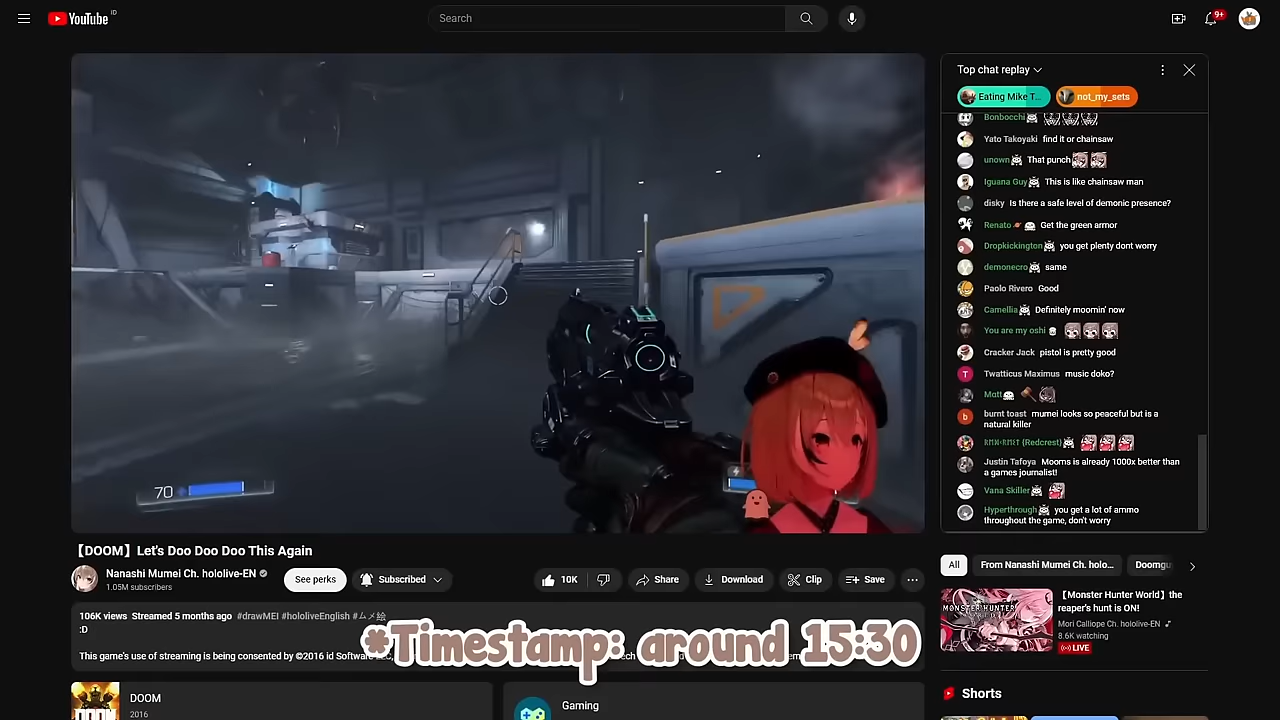 YouTube ID
Search
9+
70
Top chat replay
Eating Mike T...
not_my_sets
Bonbocchi
Yato Takoyaki find it or chainsaw
unown That punch
Iguana Guy This is like chainsaw man
disky Is there a safe level of demonic presence?
Renato Get the green armor
Dropkickington you get plenty dont worry
demonecro same
Paolo Rivero Good
Camellia Definitely moomin' now
You are my oshi
Cracker Jack pistol is pretty good
T Twatticus Maximus music doko?
Matt
b burnt toast mumei looks so peaceful but is a
natural killer
(Redcrest)
Justin Tafoya Mooms is already 1000x better than
a games journalist!
Vana Skiller
Hyperthrough you get a lot of ammo
throughout the game, don't worry
【DOOM】Let's Doo Doo Doo This Again
Nanashi Mumei Ch. hololive-EN
1.05M subscribers
See perks
Subscribed
10K
Share
Download
Clip
Save
106K views Streamed 5 months ago #drawMEI #hololiveEnglish #ムメ絵
:D
This game's use of streaming is being consented by ©2016 id Software
*Timestamp: around 15:30
DOOM
2016
Gaming
All
From Nanashi Mumei Ch. holo...
Doomgu
MONSTER HUNTER
【Monster Hunter World】the
reaper's hunt is ON!
Mori Calliope Ch. hololive-EN
8.6K watching
LIVE
Shorts